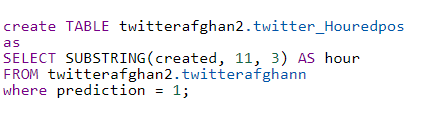 create TABLE twitterafghan2.twitter_Houredpos
as
SELECT SUBSTRING(created, 11, 3) AS hour
FROM twitterafghan2.twitterafghann
where prediction = 1;